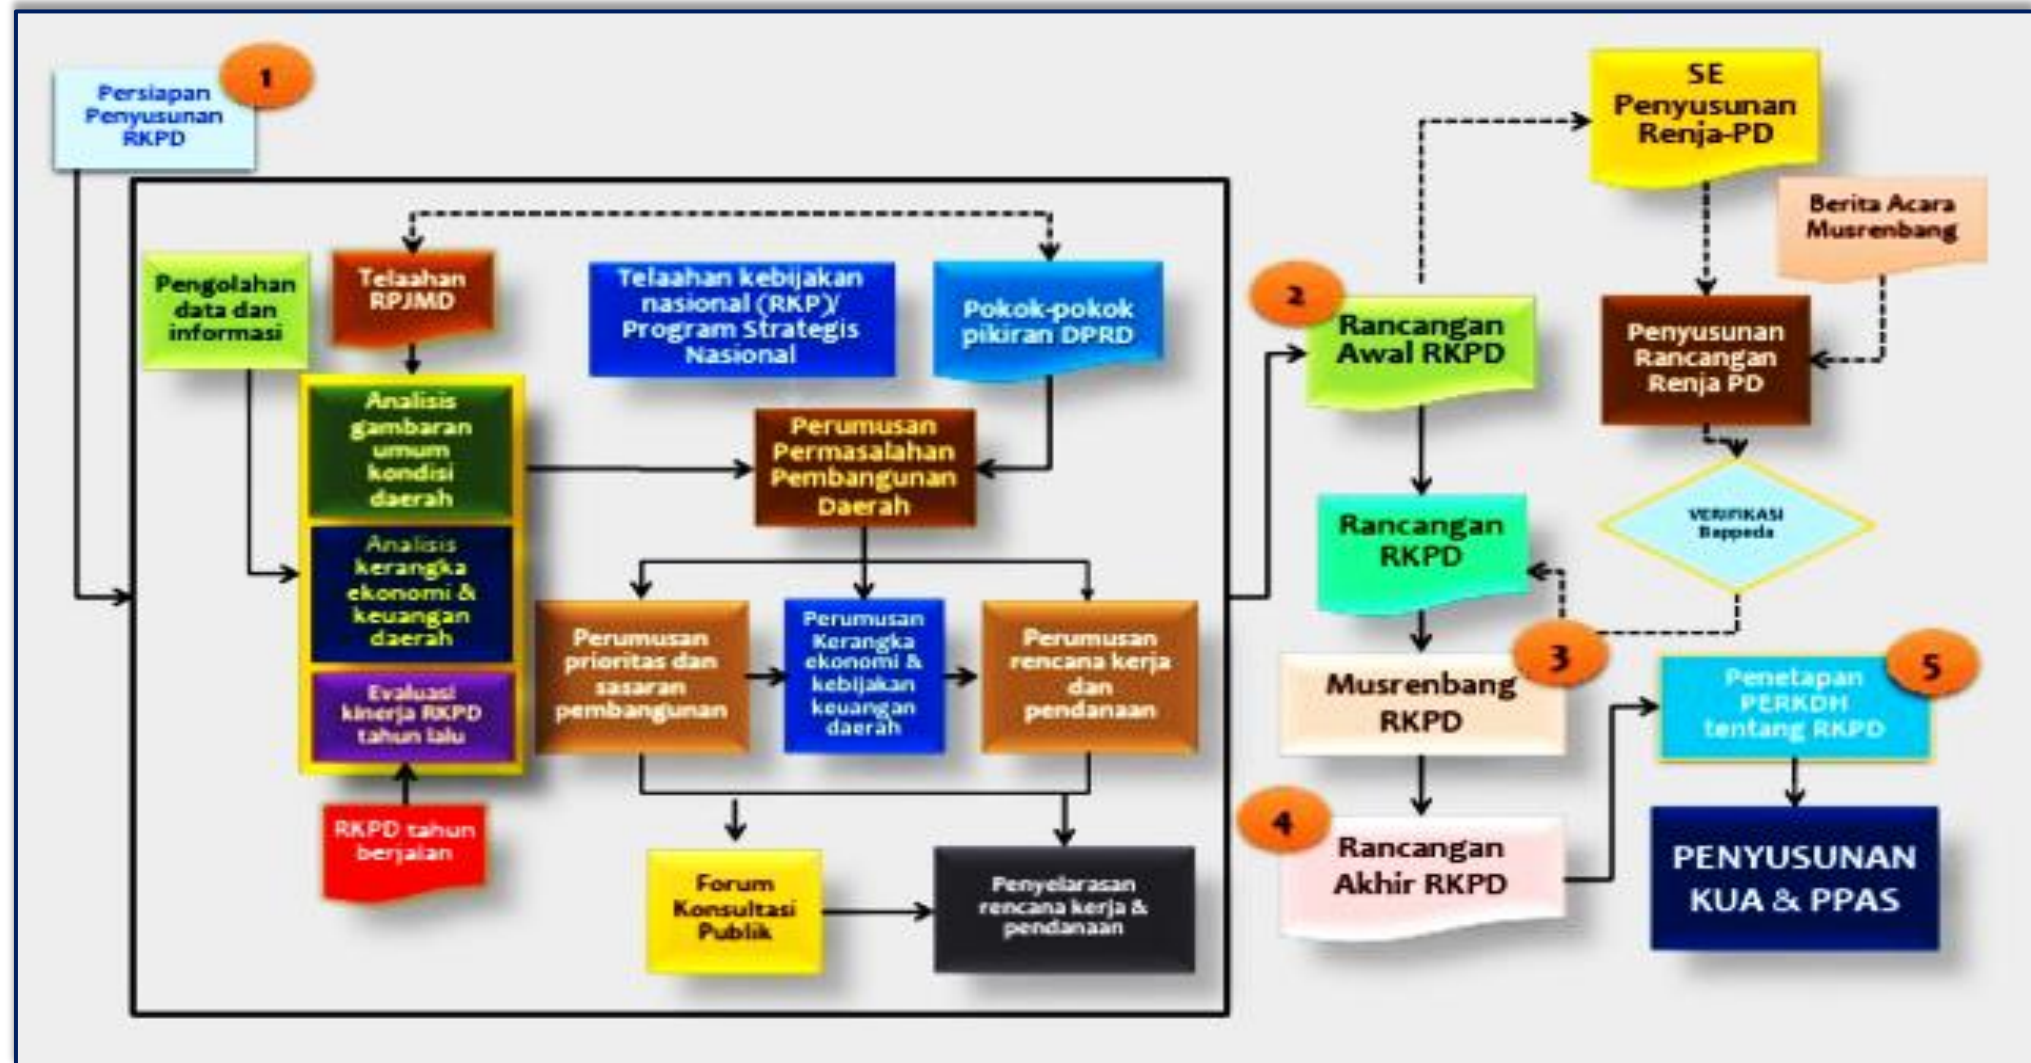 1
Persiapan
Penyusunan
RKPD
SE
Penyusunan
Renja-PD
Berita Acara
Musrenbang
Pengolahan
data dan
informasi
Telaahan
RPJMD
Telaahan kebijakan
nasional (RKP)/
Program Strategis
Nasional
Pokok-pokok
pikiran DPRD
2
Rancangan
Awal RKPD
Penyusunan
Rancangan
Renja PD
Analisis
gambaran
umum
kondisi
daerah
Perumusan
Permasalahan
Pembangunan
Daerah
Rancangan
RKPD
VERIFIKASI
Bappeda
Analisis
kerangka
ekonomi &
keuangan
daerah
Perumusan
prioritas dan
sasaran
pembangunan
Perumusan
Kerangka
ekonomi &
kebijakan
keuangan
daerah
Perumusan
rencana kerja
dan
pendanaan
3
Musrenbang
RKPD
5
Penetapan
PERKDH
tentang RKPD
Evaluasi
kinerja RKPD
tahun lalu
RKPD tahun
berjalan
4
Rancangan
Akhir RKPD
PENYUSUNAN
KUA & PPAS
Forum
Konsultasi
Publik
Penyelarasan
rencana kerja &
pendanaan